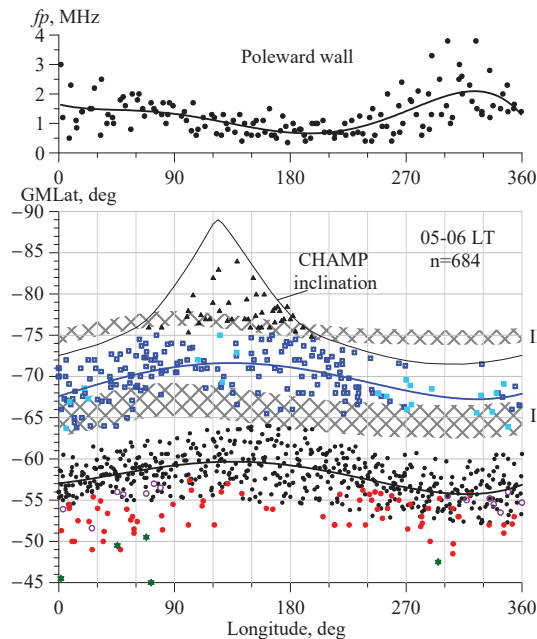 fp, MHz
4
3
2
1
0
Poleward wall
0 90 180 270 360
GMLat, deg
−90
−85
−80
−75
−70
−65
−60
−55
−50
−45
05-06 LT
n=684
CHAMP
inclination
I
I
0 90 180 270 360
Longitude, deg